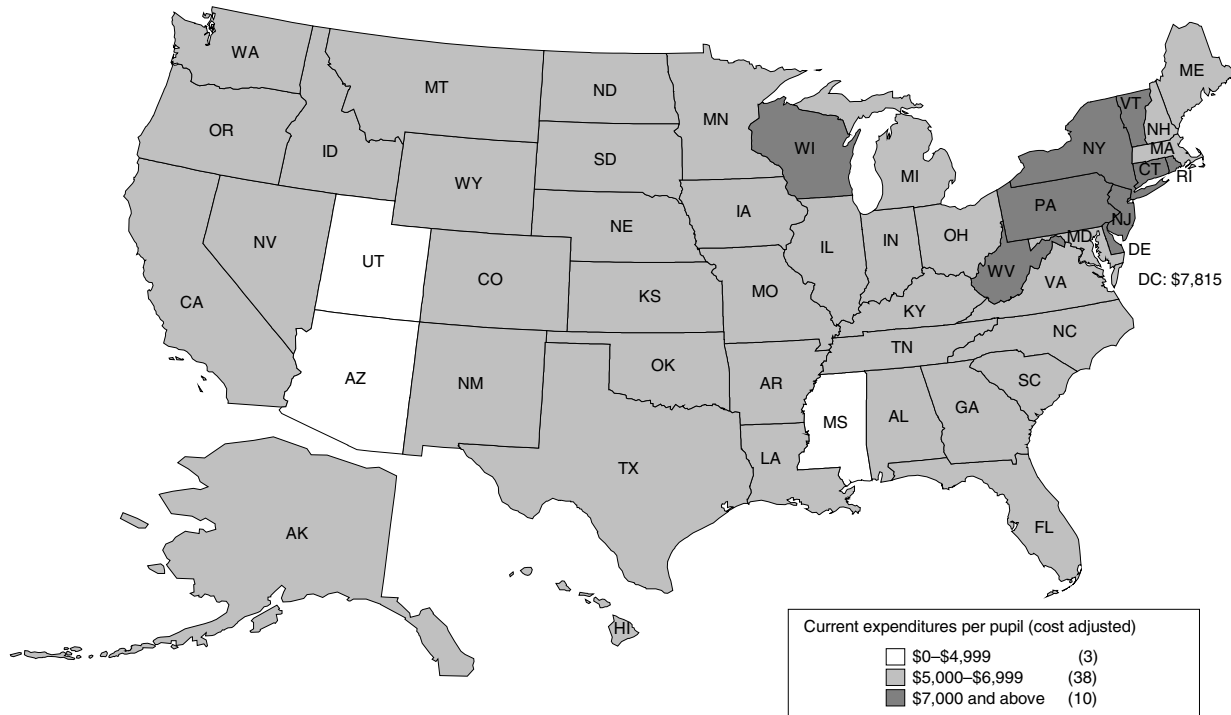 WA
ME
MT
ND
VT
MN
OR
NH
ID
WI
NY
MA
SD
CT
RI
WY
MI
PA
IA
NJ
NE
NV
OH
MD
DE
IL
IN
UT
WV
DC: $7,815
CO
VA
CA
KS
MO
KY
NC
TN
OK
AZ
NM
AR
SC
GA
MS
AL
LA
TX
FL
AK
HI
Current expenditures per pupil (cost adjusted)
$0–$4,999 (3)
$5,000–$6,999 (38)
$7,000 and above (10)